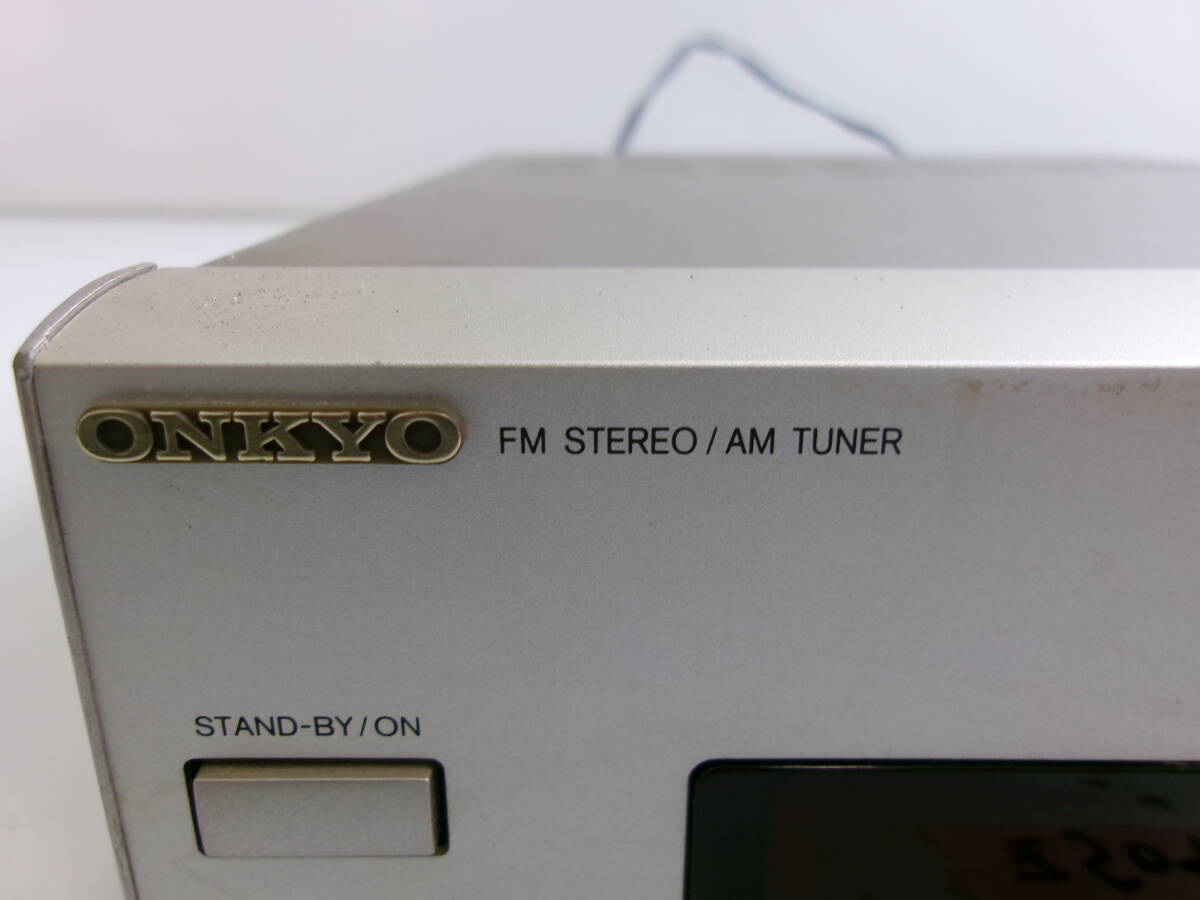 ONKYO FM STEREO / AM TUNER
STAND-BY / ON